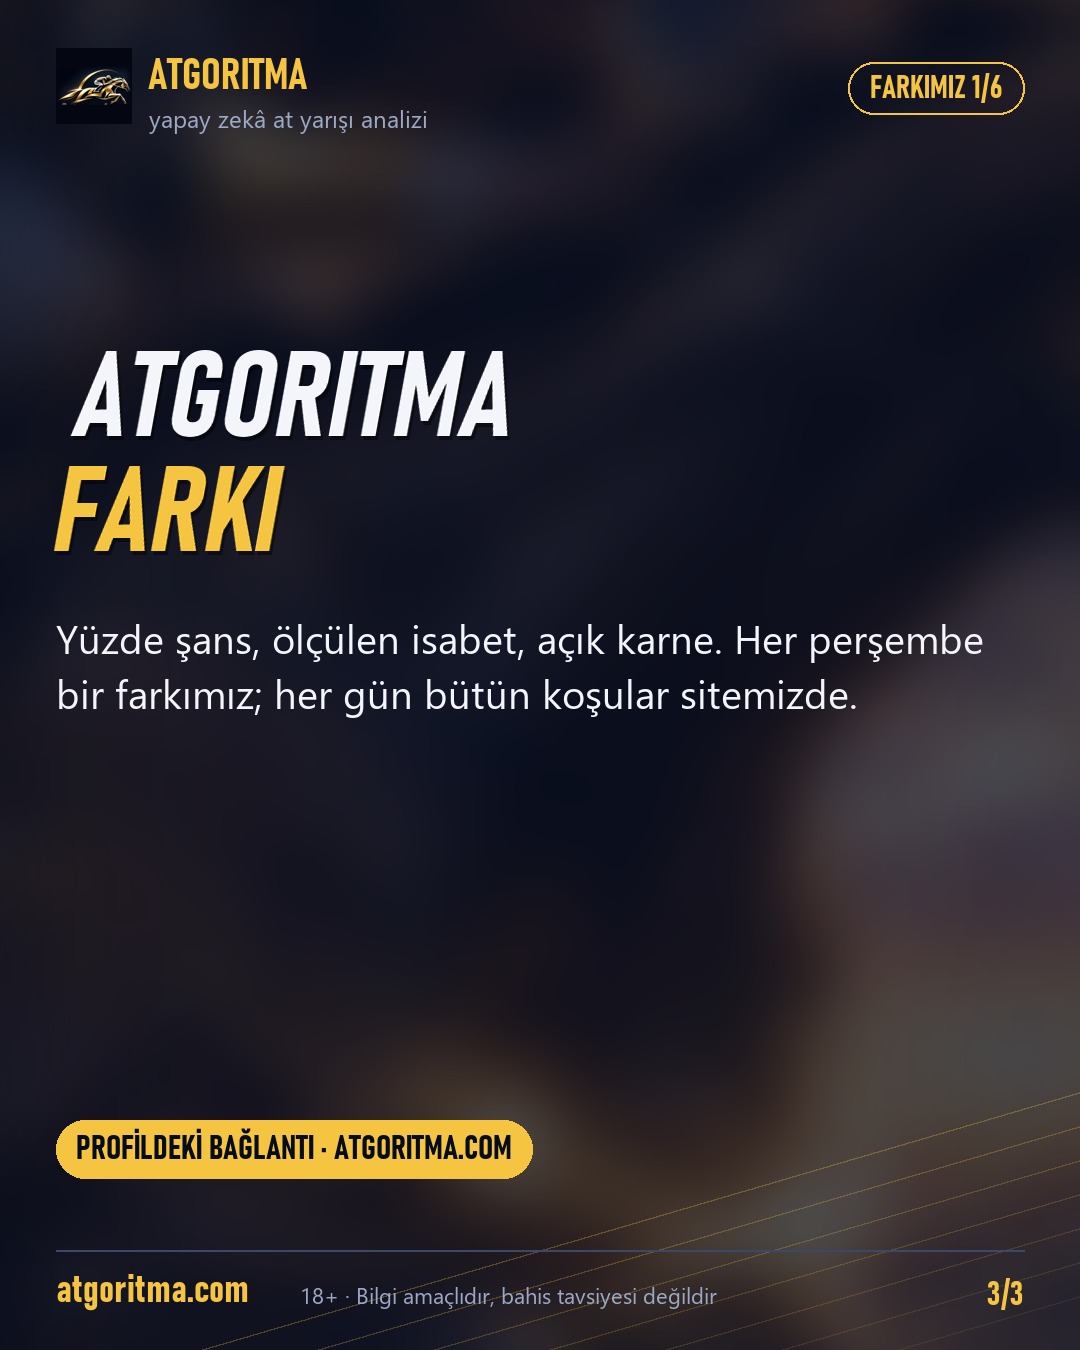 ATGORITMA
yapay zekâ at yarışı analizi
FARKIMIZ 1/6
ATGORITMA
FARKI
Yüzde şans, ölçülen isabet, açık karne. Her perşembe
bir farkımız; her gün bütün koşular sitemizde.
PROFİLDEKİ BAĞLANTI · ATGORITMA.COM
atgoritma.com
18+ · Bilgi amaçlıdır, bahis tavsiyesi değildir
3/3